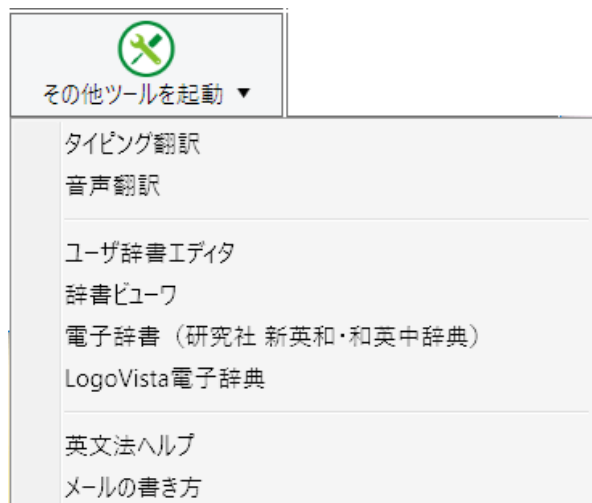 その他ツールを起動 ▼
タイピング翻訳
音声翻訳
ユーザ辞書エディタ
辞書ビューワ
電子辞書（研究社 新英和・和英中辞典）
LogoVista電子辞典
英文法ヘルプ
メールの書き方